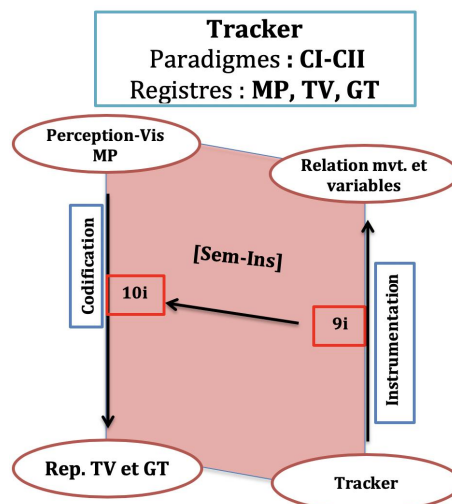 Tracker
Paradigmes : CI-CII
Registres : MP, TV, GT
Perception-Vis
MP
Relation mvt. et
variables
Codification
[Sem-Ins]
10i
9i
Instrumentation
Rep. TV et GT
Tracker